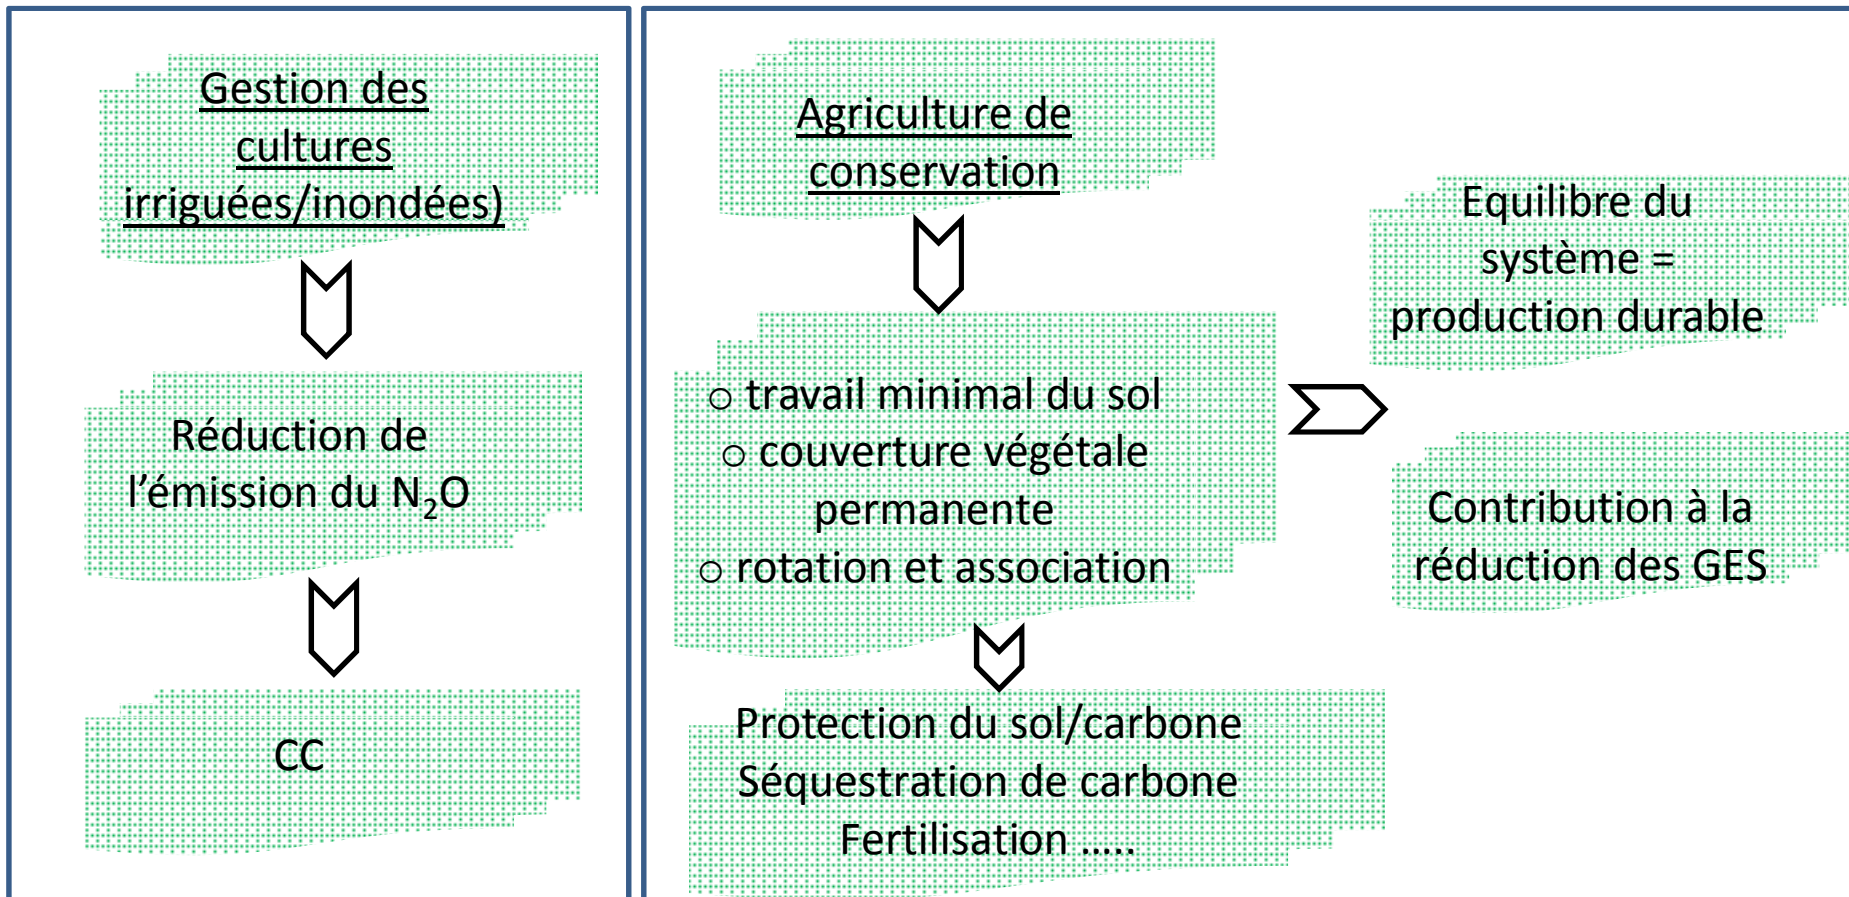 Gestion des
cultures
irriguées/inondées)
Réduction de
l’émission du N₂O
CC
Agriculture de
conservation
o travail minimal du sol
o couverture végétale
permanente
o rotation et association
Protection du sol/carbone
Séquestration de carbone
Fertilisation .....
Equilibre du
système =
production durable
Contribution à la
réduction des GES